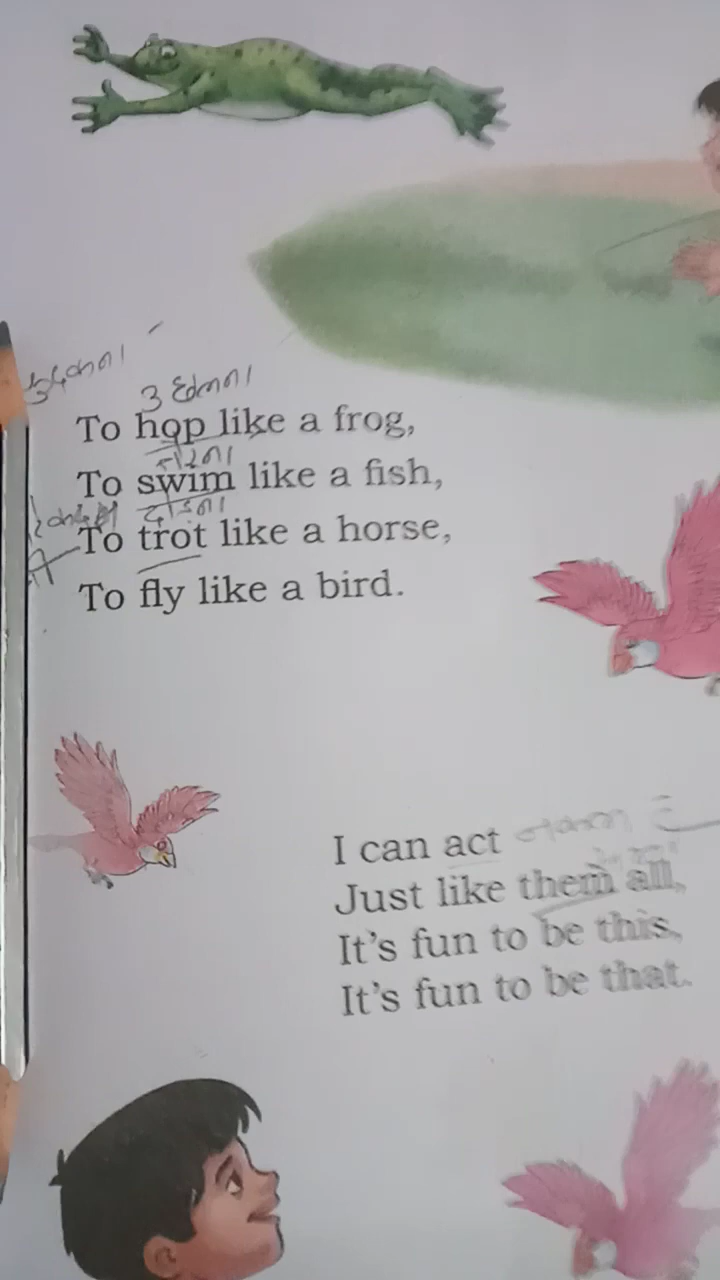 To hop like a frog,
To swim like a fish,
To trot like a horse,
To fly like a bird.
I can act
Just like them all,
It's fun to be this,
It's fun to be that.